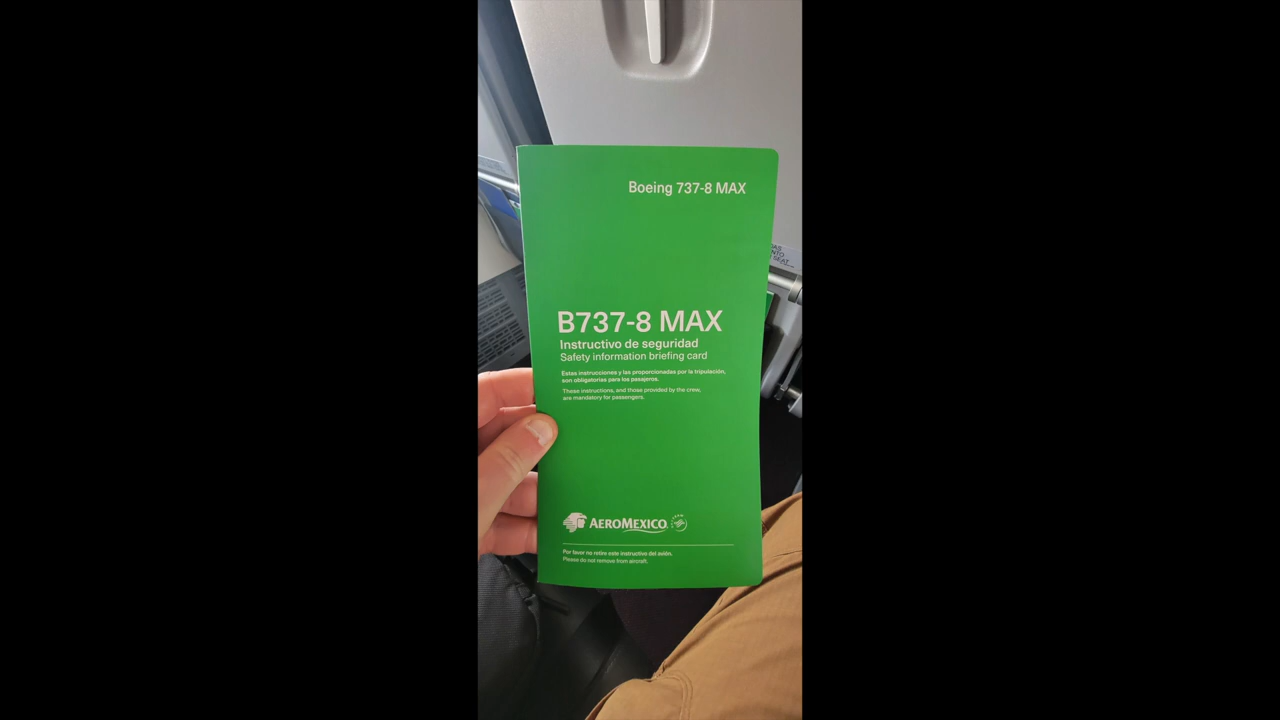 Boeing 737-8 MAX
B737-8 MAX
Instructivo de seguridad
Safety information briefing card
Estas instrucciones y las proporcionadas por la tripulación,
son obligatorias para los pasajeros.
These instructions, and those provided by the crew,
are mandatory for passengers.
AEROMEXICO
Por favor no retire este instructivo del avión.
Please do not remove from aircraft.
SEAT